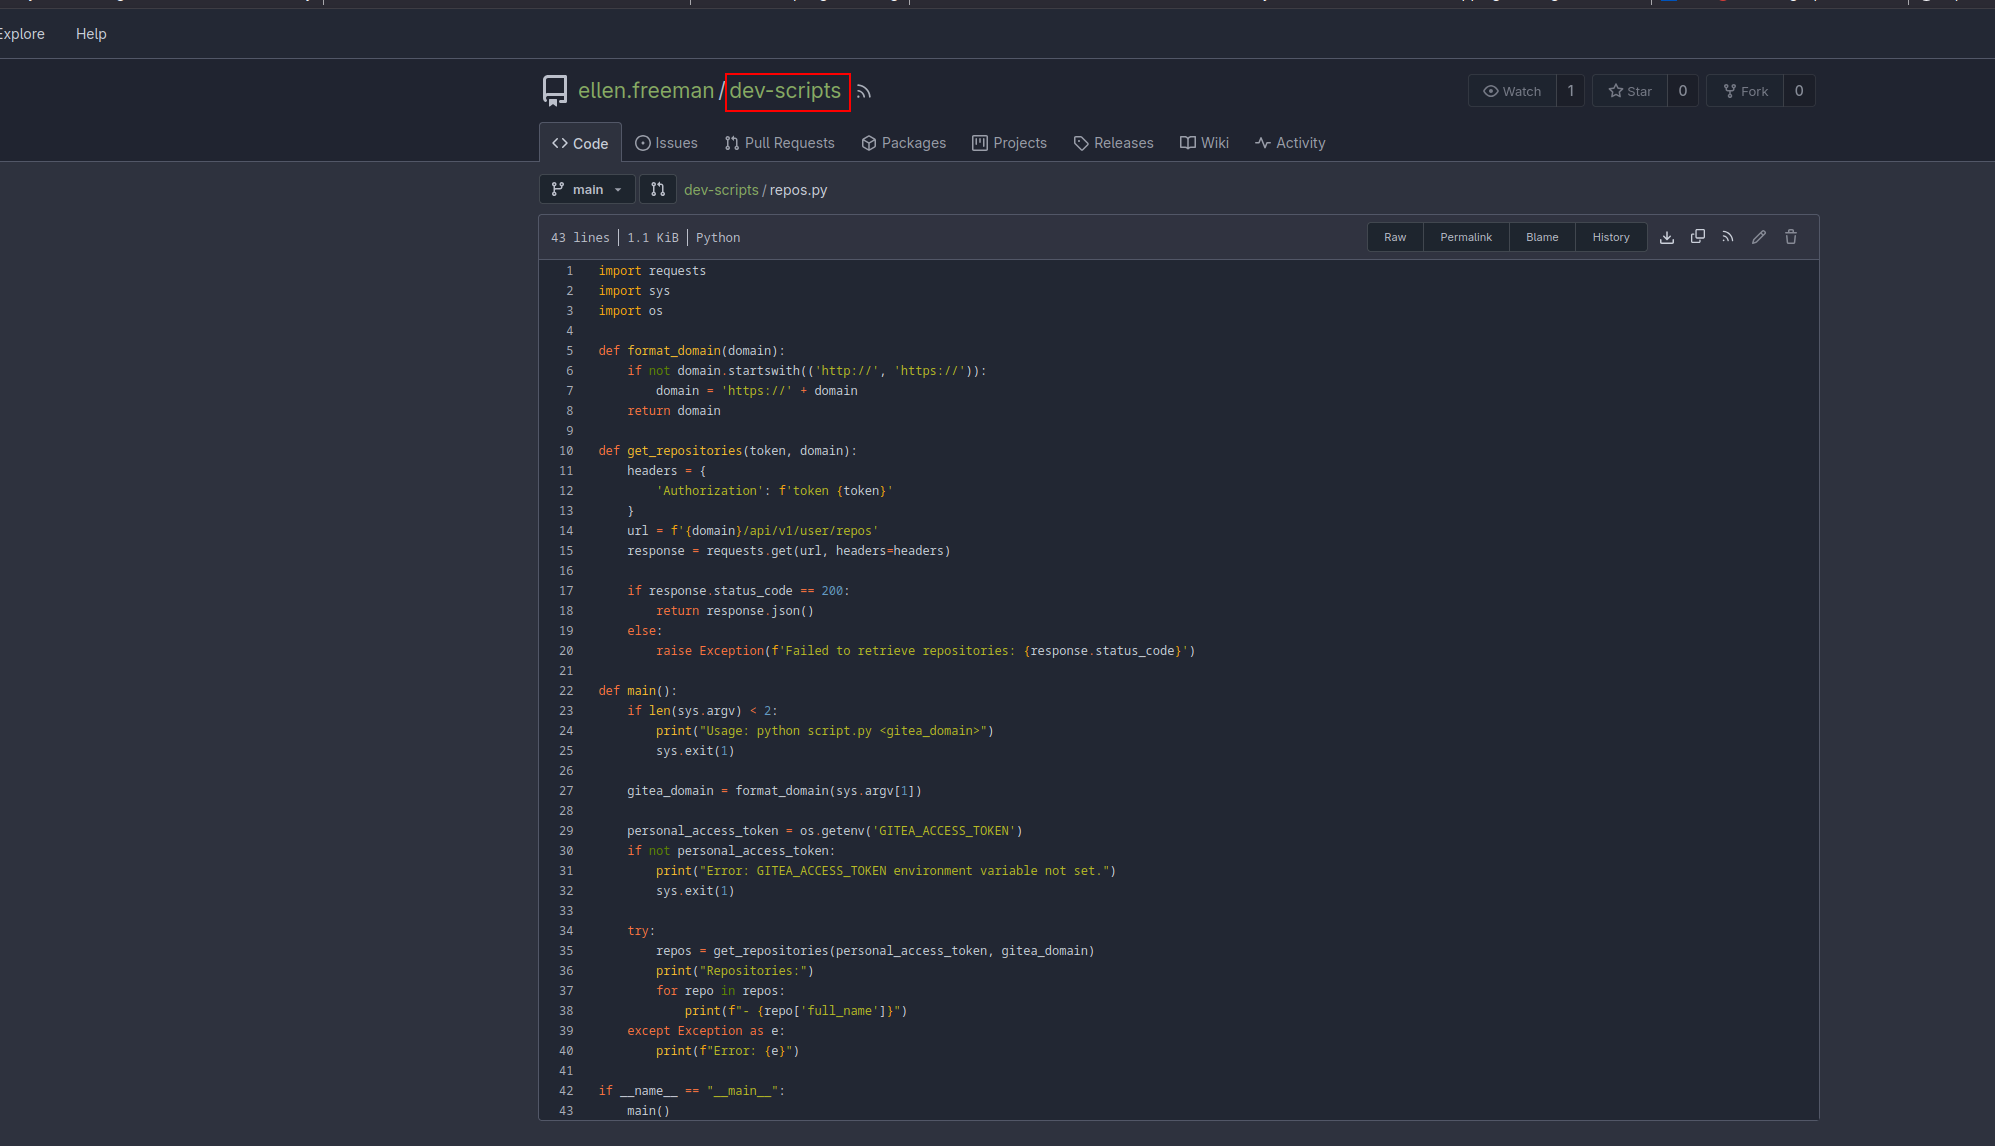 Explore Help
ellen.freeman/dev-scripts Watch 1 Star 0 Fork 0
Code Issues Pull Requests Packages Projects Releases Wiki Activity
main dev-scripts/repos.py
43 lines 1.1 KiB Python Raw Permalink Blame History
1 import requests
2 import sys
3 import os
4
5 def format_domain(domain):
6     if not domain.startswith(('http://', 'https://')):
7         domain = 'https://' + domain
8     return domain
9
10 def get_repositories(token, domain):
11     headers = {
12         'Authorization': f'token {token}'
13     }
14     url = f'{domain}/api/v1/user/repos'
15     response = requests.get(url, headers=headers)
16
17     if response.status_code == 200:
18         return response.json()
19     else:
20         raise Exception(f'Failed to retrieve repositories: {response.status_code}')
21
22 def main():
23     if len(sys.argv) < 2:
24         print("Usage: python script.py <gitea_domain>")
25         sys.exit(1)
26
27     gitea_domain = format_domain(sys.argv[1])
28
29     personal_access_token = os.getenv('GITEA_ACCESS_TOKEN')
30     if not personal_access_token:
31         print("Error: GITEA_ACCESS_TOKEN environment variable not set.")
32         sys.exit(1)
33
34     try:
35         repos = get_repositories(personal_access_token, gitea_domain)
36         print("Repositories:")
37         for repo in repos:
38             print(f"- {repo['full_name']}")
39     except Exception as e:
40         print(f"Error: {e}")
41
42 if __name__ == "__main__":
43     main()